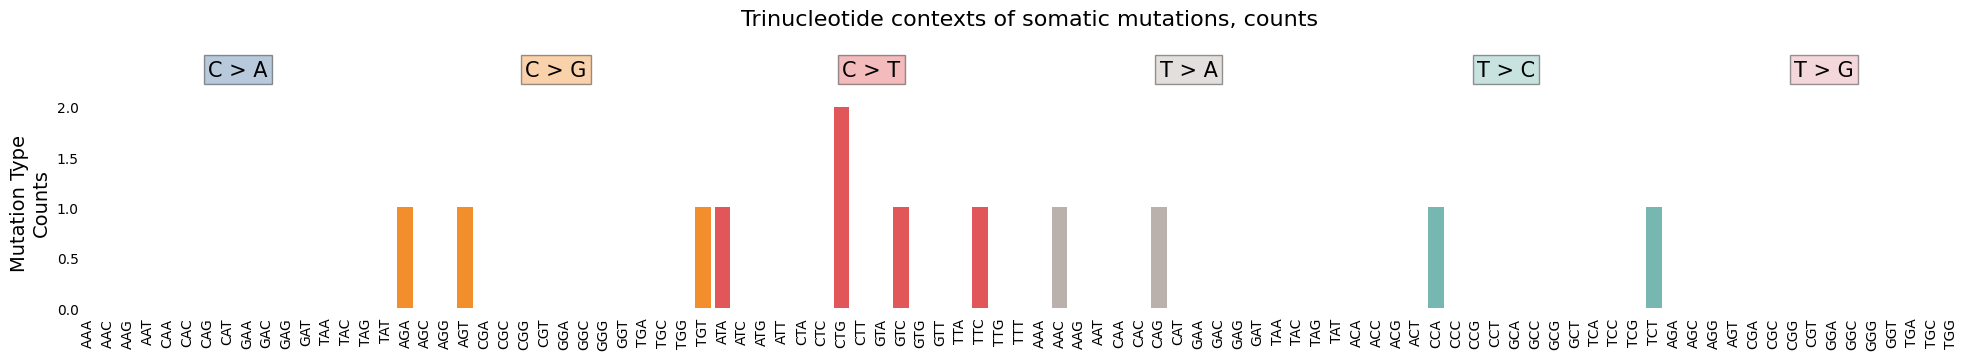 Trinucleotide contexts of somatic mutations, counts
C > A C > G C > T T > A T > C T > G
Mutation Type
Counts
2.0
1.5
1.0
0.5
0.0
AAA AAC AAG AAT CAA CAC CAG CAT GAA GAC GAG GAT TAA TAC TAG TAT AGA AGC AGG AGT CGA CGC CGG CGT GGA GGC GGG GGT TGA TGC TGG TGT ATA ATC ATG ATT CTA CTC CTG CTT GTA GTC GTG GTT TTA TTC TTG TTT AAA AAC AAG AAT CAA CAC CAG CAT GAA GAC GAG GAT TAA TAC TAG TAT ACA ACC ACG ACT CCA CCC CCG CCT GCA GCC GCG GCT TCA TCC TCG TCT AGA AGC AGG AGT CGA CGC CGG CGT GGA GGC GGG GGT TGA TGC TGG